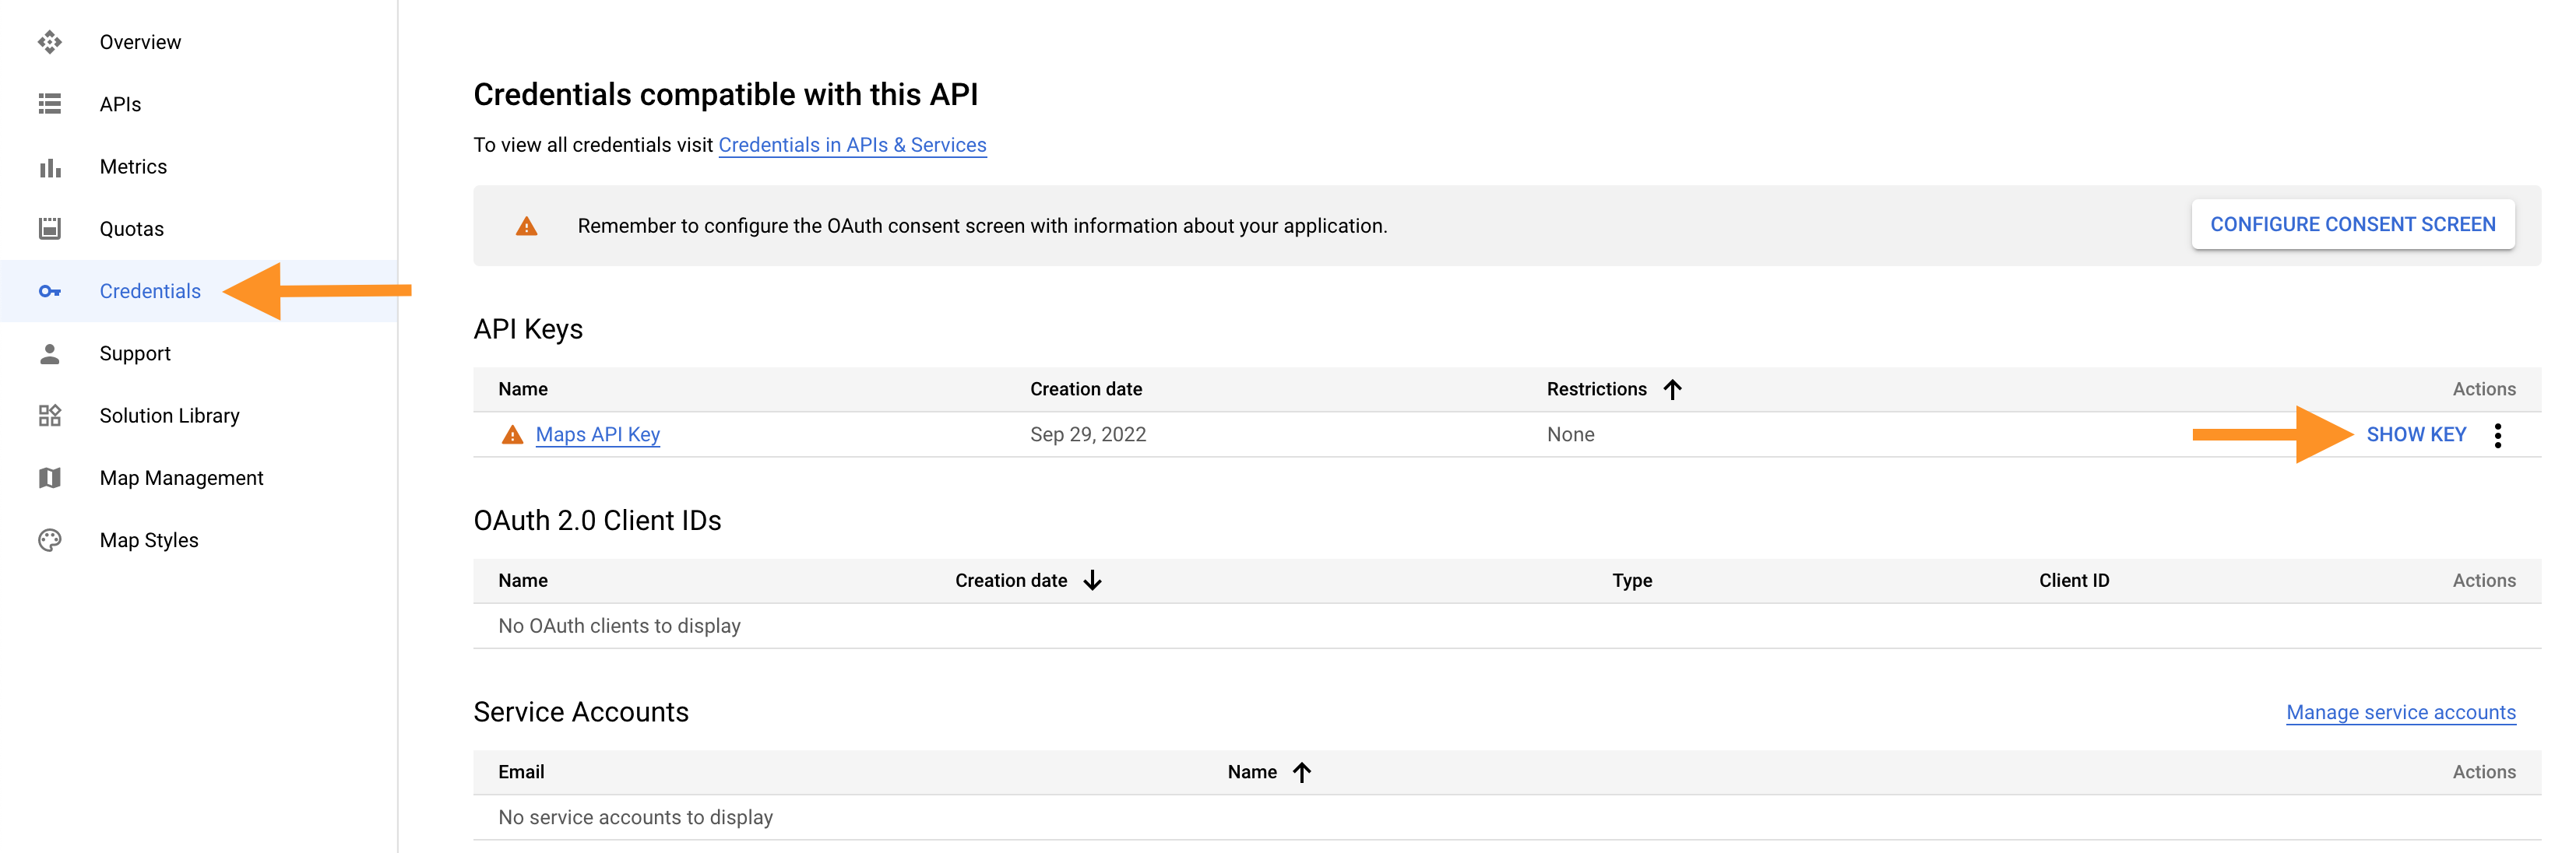 Overview
APIs
Metrics
Quotas
Credentials
Support
Solution Library
Map Management
Map Styles
Credentials compatible with this API
To view all credentials visit Credentials in APIs & Services
Remember to configure the OAuth consent screen with information about your application.
CONFIGURE CONSENT SCREEN
API Keys
Name Creation date Restrictions Actions
Maps API Key Sep 29, 2022 None SHOW KEY
OAuth 2.0 Client IDs
Name Creation date Type Client ID Actions
No OAuth clients to display
Service Accounts
Manage service accounts
Email Name Actions
No service accounts to display